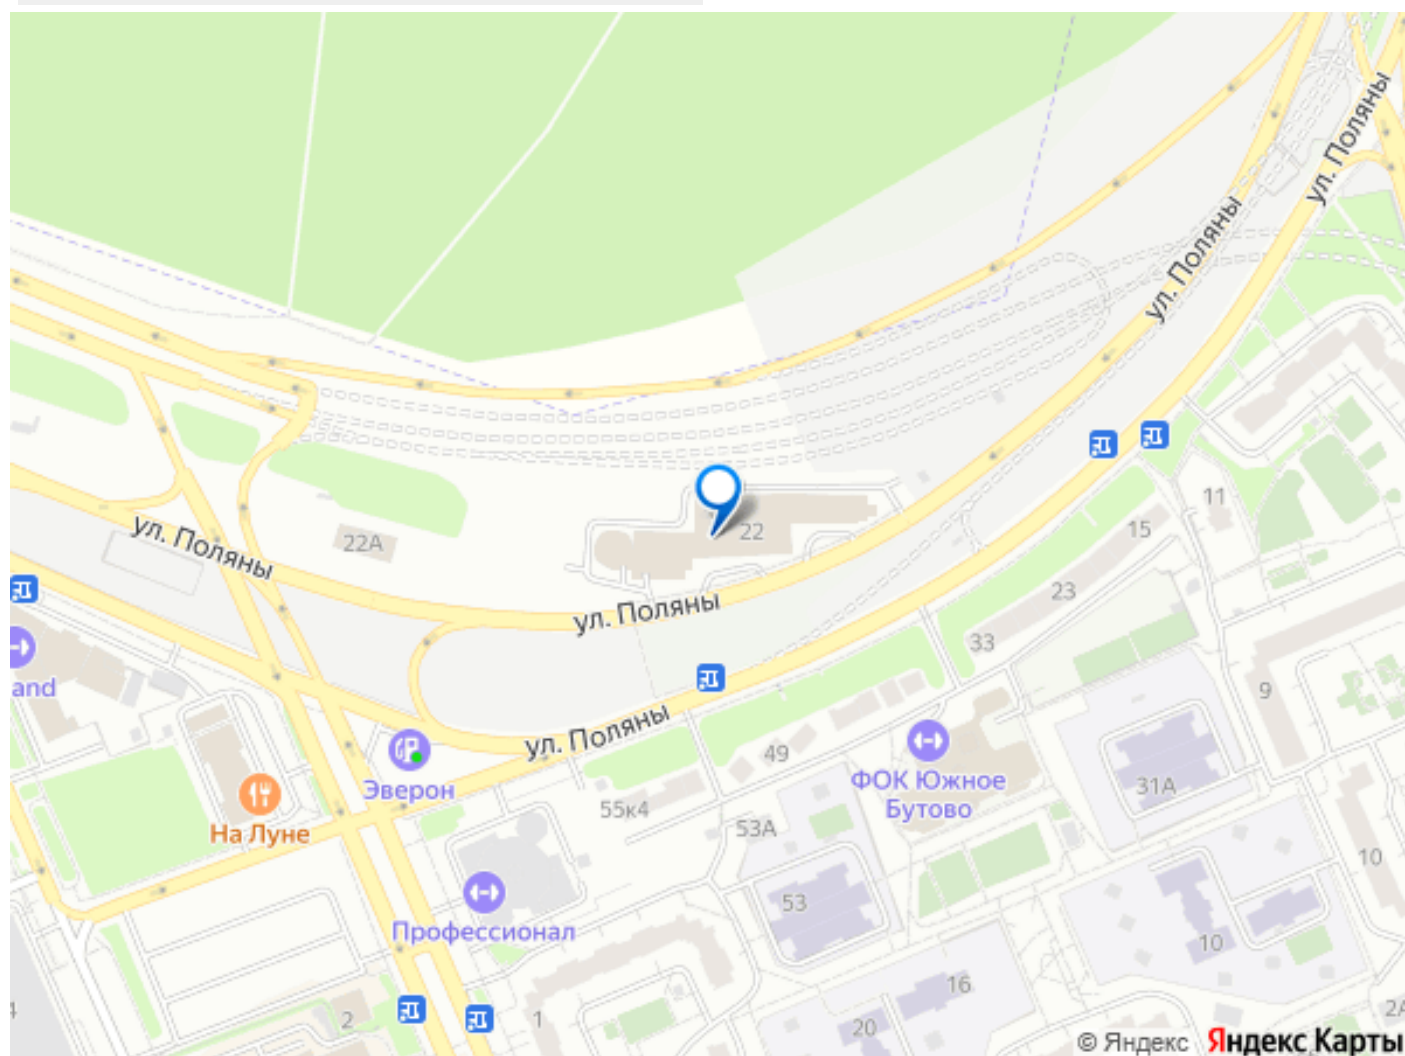 ул. Поляны
ул. Поляны
11
15
22
22А
ул. Поляны
23
ул. Поляны
33
and
9
ул. Поляны
49
ФОК Южное
Бутово
31А
Эверон
55к4
На Луне
53А
10
53
Профессионал
10
16
2
1
20
4
2А
© Яндекс Яндекс Карты